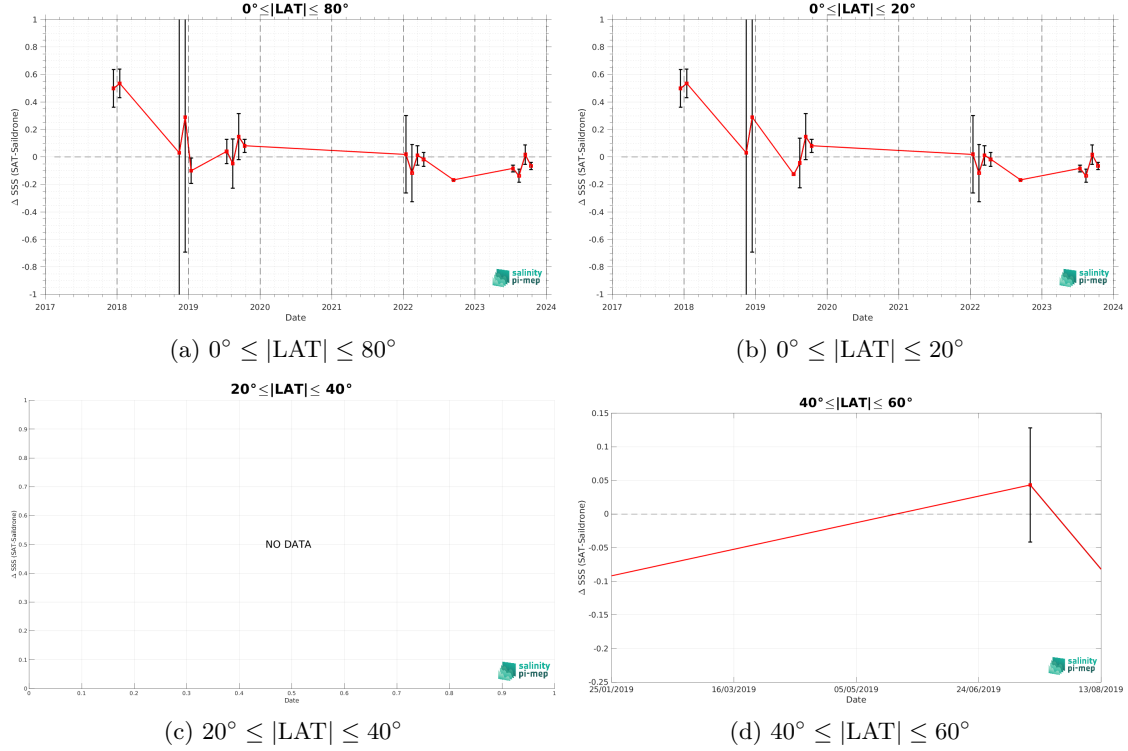 0°≤|LAT|≤ 80°
Δ SSS (SAT-Saildrone)
1
0.8
0.6
0.4
0.2
0
-0.2
-0.4
-0.6
-0.8
-1
2017
2018
2019
2020
2022
2023
2024
Date
salinity
pi-mep
(a) 0° ≤ |LAT| ≤ 80°
0°≤|LAT|≤ 20°
Δ SSS (SAT-Saildrone)
1
0.8
0.6
0.4
0.2
0
-0.2
-0.4
-0.6
-0.8
-1
2017
2018
2019
2020
2022
2023
2024
Date
salinity
pi-mep
(b) 0° ≤ |LAT| ≤ 20°
20°≤|LAT|≤ 40°
Δ SSS (SAT-Saildrone)
1
0.9
0.8
0.7
0.6
0.5
0.4
0.3
0.2
0.1
0
NO DATA
0
0.1
0.2
0.3
0.4
0.5
0.6
0.7
0.8
0.9
1
Date
salinity
pi-mep
(c) 20° ≤ |LAT| ≤ 40°
40°≤|LAT|≤ 60°
Δ SSS (SAT-Saildrone)
0.15
0.1
0.05
0
-0.05
-0.1
-0.15
-0.2
-0.25
25/01/2019
16/03/2019
05/05/2019
24/06/2019
13/08/2019
Date
salinity
pi-mep
(d) 40° ≤ |LAT| ≤ 60°